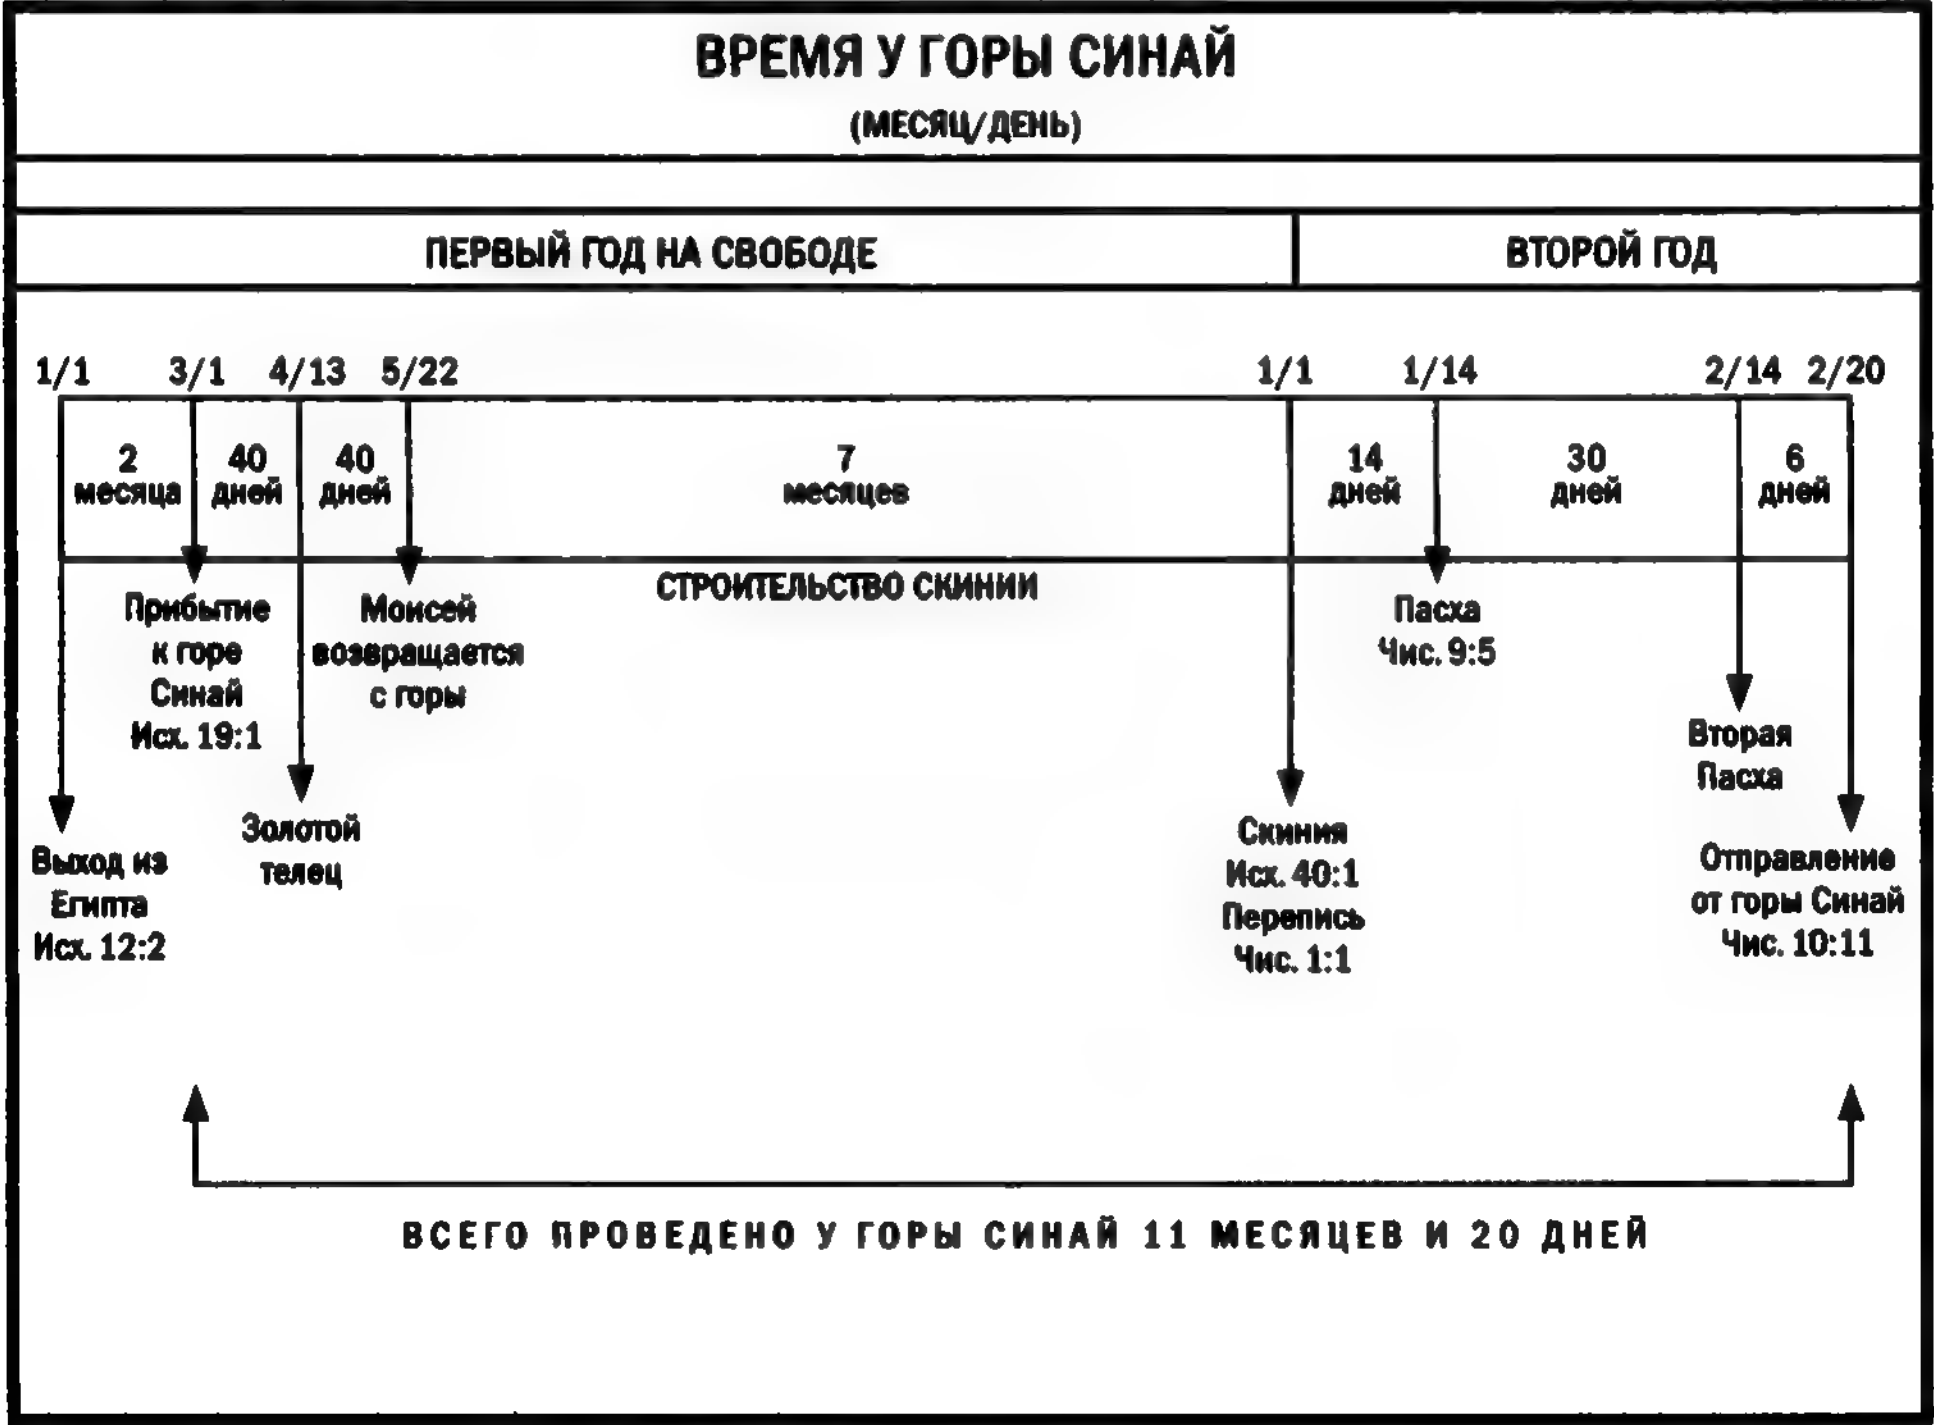 ВРЕМЯ У ГОРЫ СИНАЙ
(МЕСЯЦ/ДЕНЬ)
ПЕРВЫЙ ГОД НА СВОБОДЕ
ВТОРОЙ ГОД
1/1 3/1 4/13 5/22 1/1 1/14 2/14 2/20
2 месяца
40 дней
40 дней
7 месяцев
14 дней
30 дней
6 дней
СТРОИТЕЛЬСТВО СКИНИИ
Прибытие
к горе
Синай
Исх. 19:1
Моисей
возвращается
с горы
Пасха
Чис. 9:5
Вторая
Пасха
Выход из
Египта
Исх. 12:2
Золотой
телец
Скиния
Исх. 40:1
Перепись
Чис. 1:1
Отправление
от горы Синай
Чис. 10:11
ВСЕГО ПРОВЕДЕНО У ГОРЫ СИНАЙ 11 МЕСЯЦЕВ И 20 ДНЕЙ